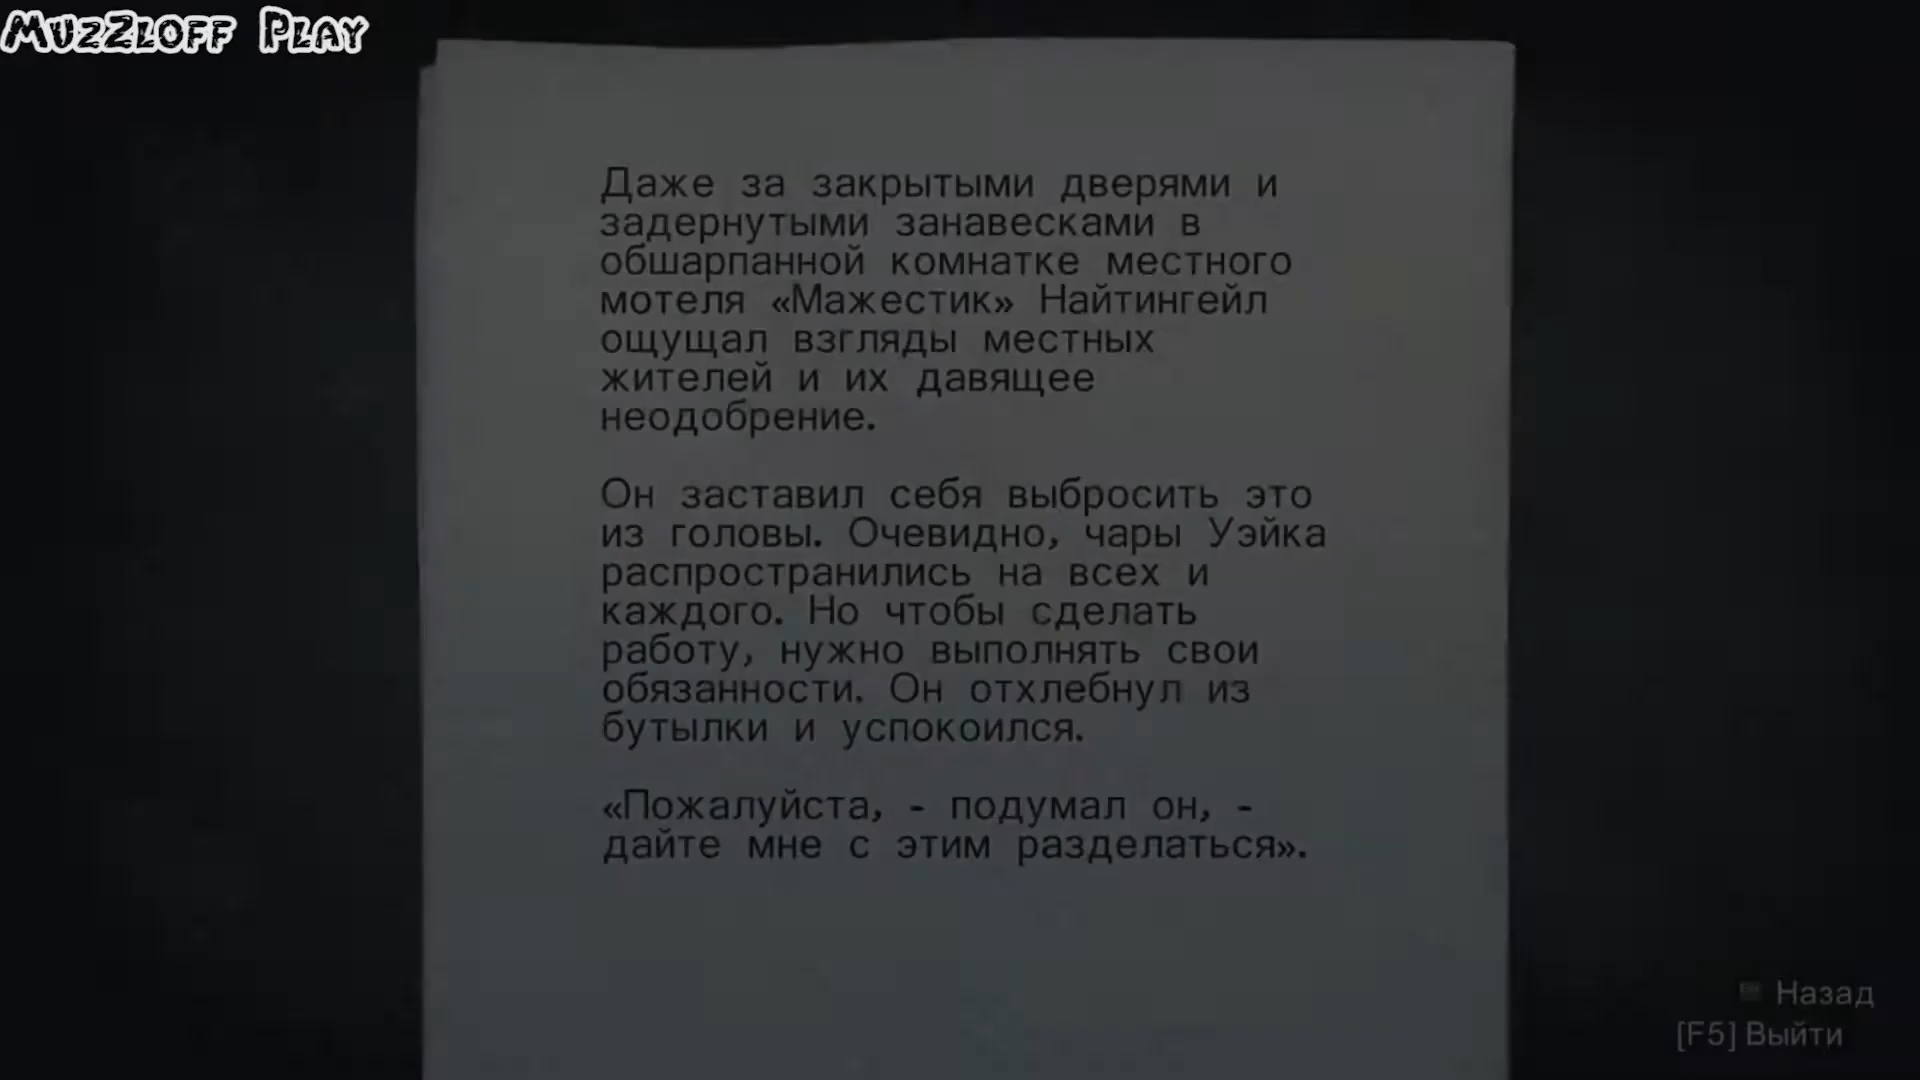 MuzZloff Play
Даже за закрытыми дверями и
задернутыми занавесками в
обшарпанной комнатке местного
мотеля «Мажестик» Найтингейл
ощущал взгляды местных
жителей и их давящее
неодобрение.
Он заставил себя выбросить это
из головы. Очевидно, чары Уэйка
распространились на всех и
каждого. Но чтобы сделать
работу, нужно выполнять свои
обязанности. Он отхлебнул из
бутылки и успокоился.
«Пожалуйста, - подумал он, -
дайте мне с этим разделаться».
Назад
[F5] Выйти